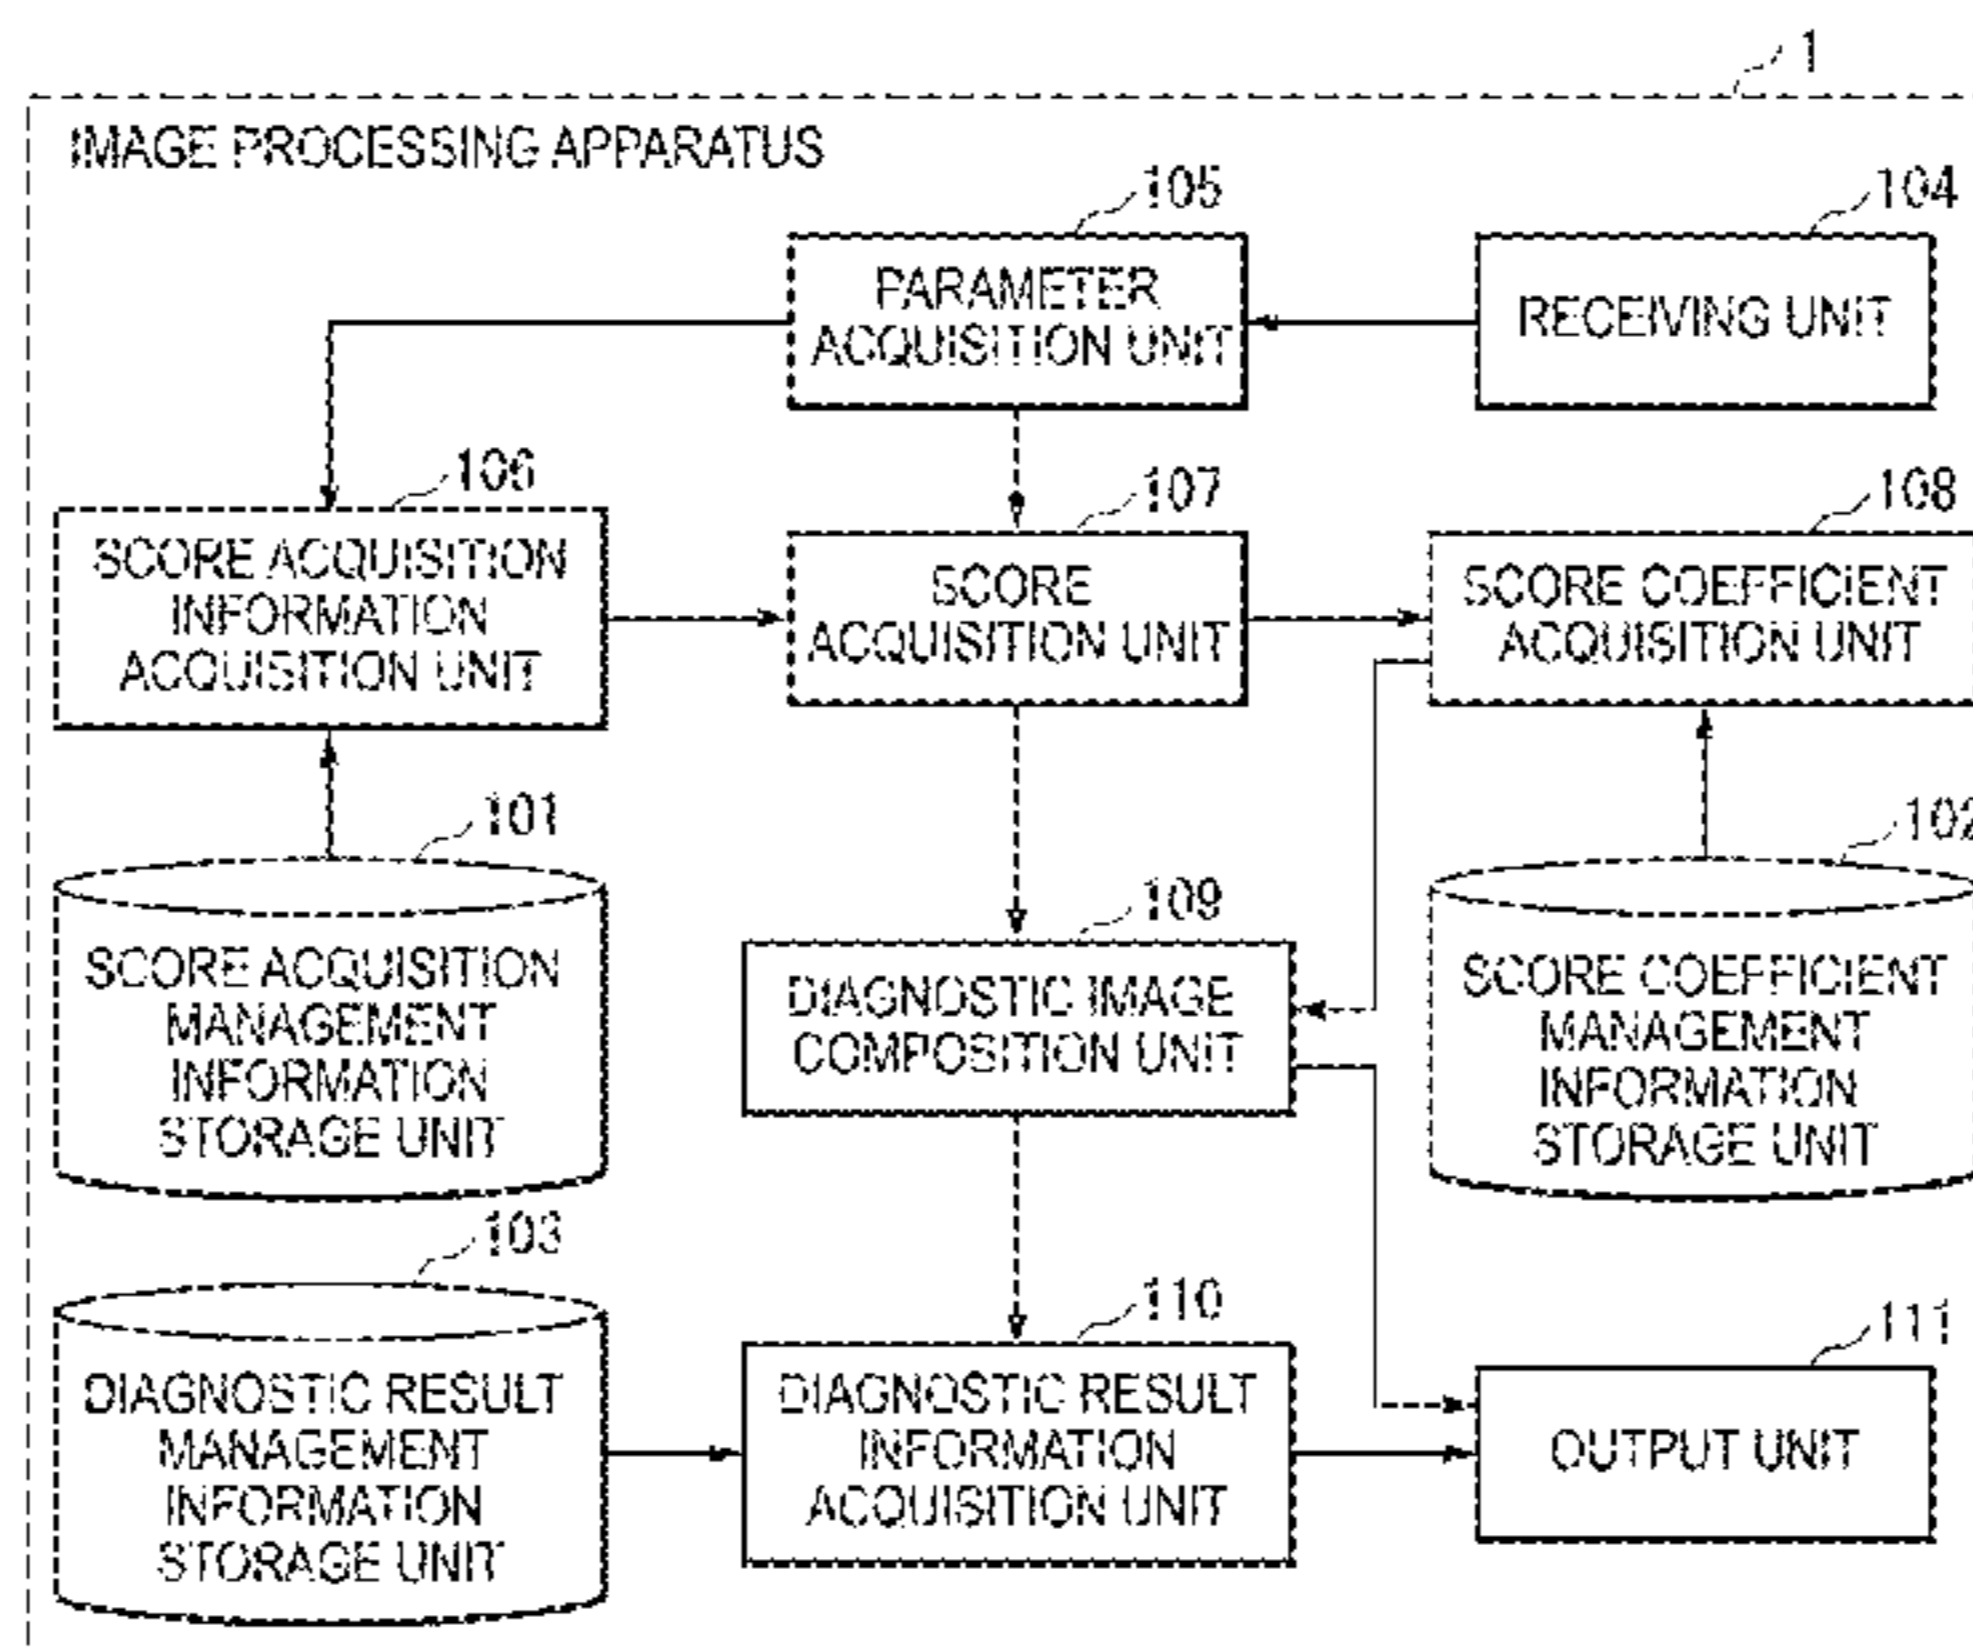 1
IMAGE PROCESSING APPARATUS
105
104
PARAMETER
ACQUISITION UNIT
RECEIVING UNIT
106
107
108
SCORE ACQUISITION
INFORMATION
ACQUISITION UNIT
SCORE
ACQUISITION UNIT
SCORE COEFFICIENT
ACQUISITION UNIT
101
102
109
SCORE ACQUISITION
MANAGEMENT
INFORMATION
STORAGE UNIT
DIAGNOSTIC IMAGE
COMPOSITION UNIT
SCORE COEFFICIENT
MANAGEMENT
INFORMATION
STORAGE UNIT
103
110
111
DIAGNOSTIC RESULT
MANAGEMENT
INFORMATION
STORAGE UNIT
DIAGNOSTIC RESULT
INFORMATION
ACQUISITION UNIT
OUTPUT UNIT